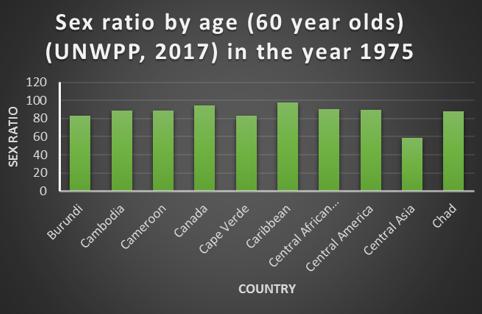 Sex ratio by age (60 year olds)
(UNWPP, 2017) in the year 1975
SEX RATIO
120
100
80
60
40
20
0
Burundi
Cambodia
Cameroon
Canada
Cape Verde
Caribbean
Central African...
Central America
Central Asia
Chad
COUNTRY